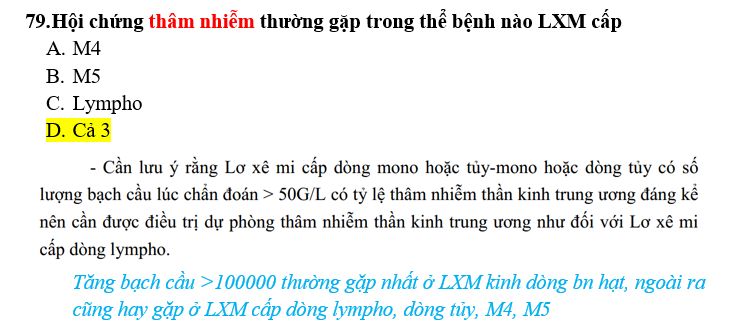 79.Hội chứng thâm nhiễm thường gặp trong thể bệnh nào LXM cấp
A. M4
B. M5
C. Lympho
D. Cả 3
- Cần lưu ý rằng Lơ xê mi cấp dòng mono hoặc tủy-mono hoặc dòng tủy có số
lượng bạch cầu lúc chẩn đoán > 50G/L có tỷ lệ thâm nhiễm thần kinh trung ương đáng kể
nên cần được điều trị dự phòng thâm nhiễm thần kinh trung ương như đối với Lơ xê mi
cấp dòng lympho.
Tăng bạch cầu >100000 thường gặp nhất ở LXM kinh dòng bn hạt, ngoài ra
cũng hay gặp ở LXM cấp dòng lympho, dòng tủy, M4, M5